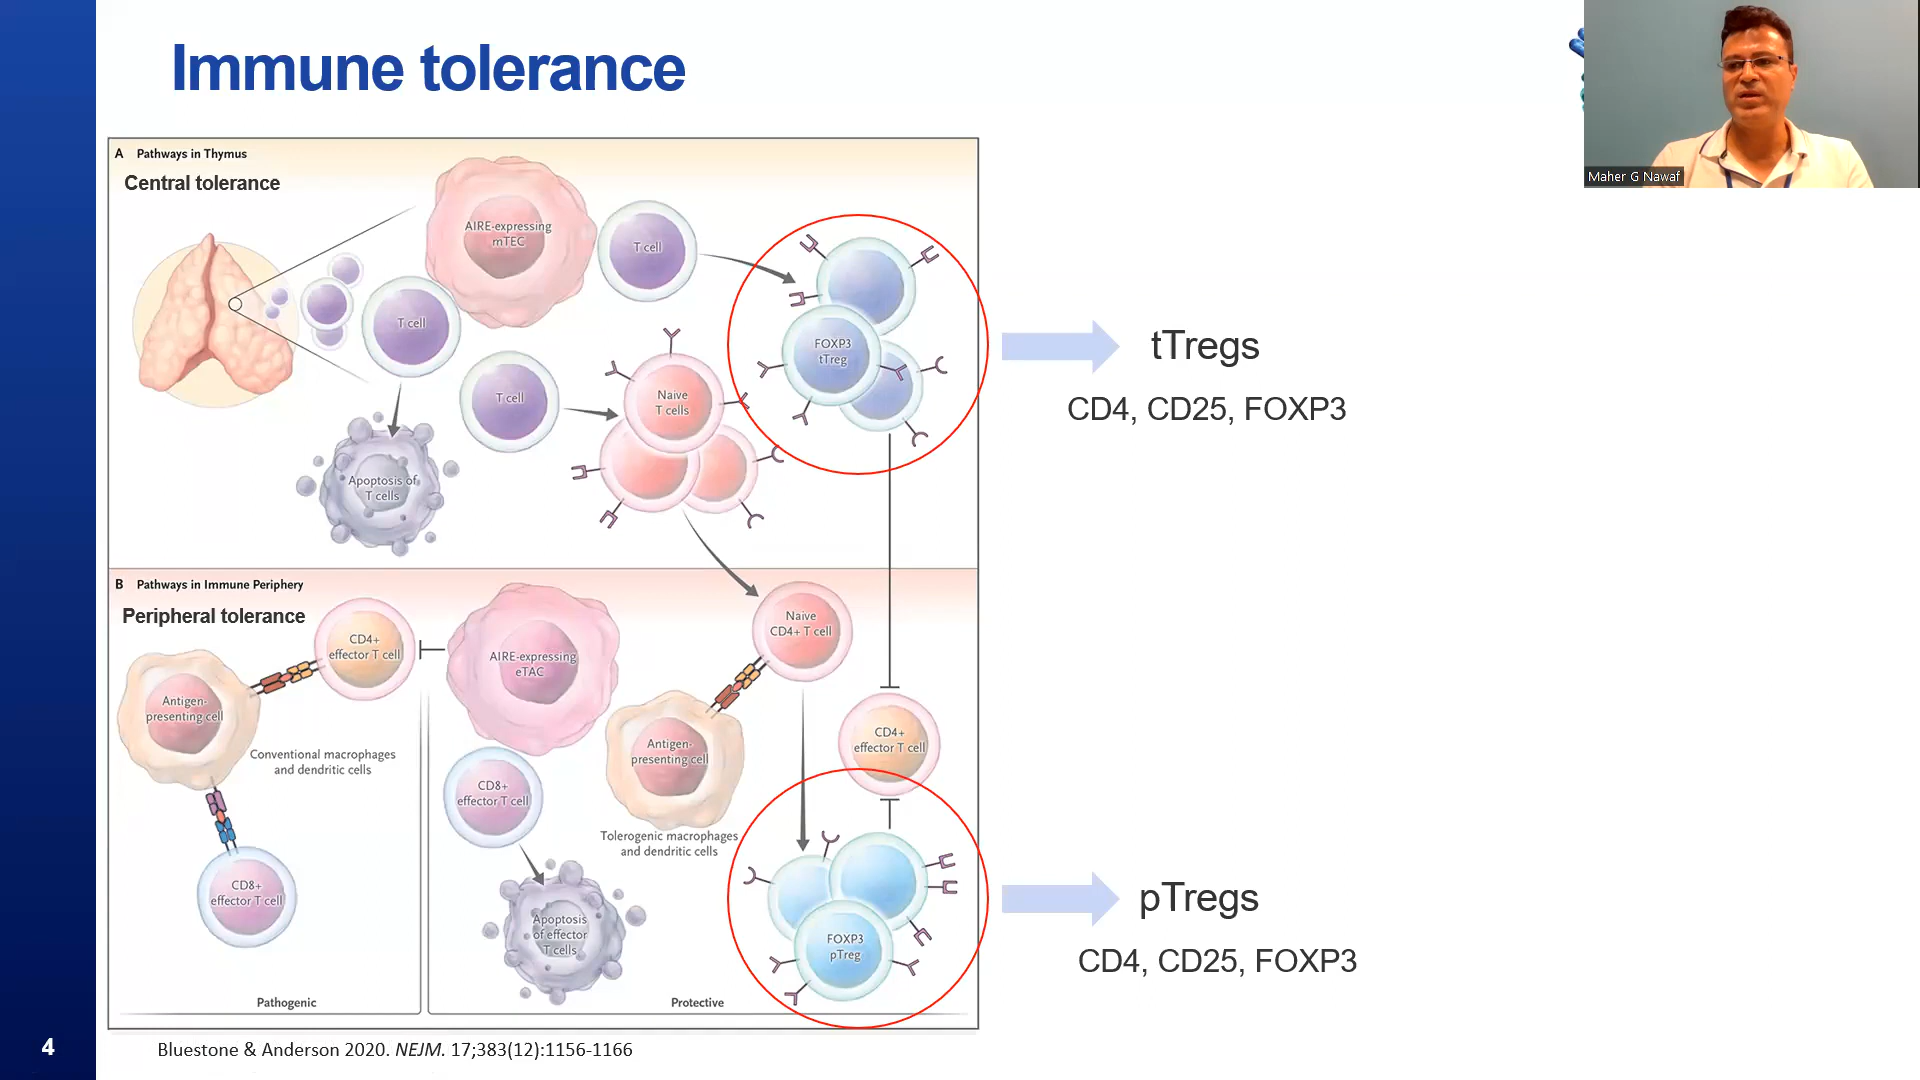 Immune tolerance
Maher G Nawaf
A Pathways in Thymus
Central tolerance
AIRE-expressing
mTEC
T cell
T cell
T cell
FOXP3
tTreg
Naive
T cells
Apoptosis of
T cells
tTregs
CD4, CD25, FOXP3
B Pathways in Immune Periphery
Peripheral tolerance
CD4+
effector T cell
AIRE-expressing
eTAC
Naive
CD4+ T cell
Antigen-
presenting cell
Conventional macrophages
and dendritic cells
Antigen-
presenting cell
CD4+
effector T cell
CD8+
effector T cell
Tolerogenic macrophages
and dendritic cells
CD8+
effector T cell
Apoptosis
of effector
T cells
FOXP3
pTreg
Pathogenic
Protective
pTregs
CD4, CD25, FOXP3
4
Bluestone & Anderson 2020. NEJM. 17;383(12):1156-1166